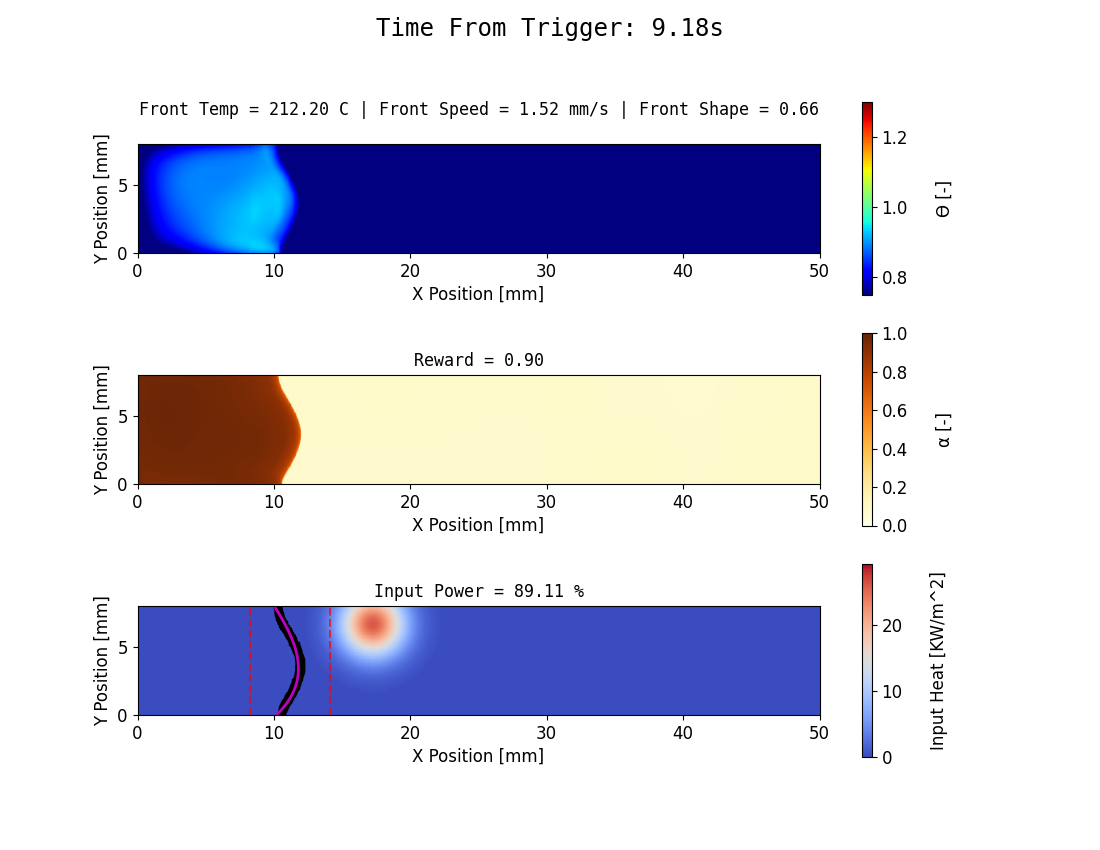 Time From Trigger: 9.18s
Front Temp = 212.20 C | Front Speed = 1.52 mm/s | Front Shape = 0.66
Y Position [mm]
5
0
0 10 20 30 40 50
X Position [mm]
1.2
1.0
0.8
Θ [-]
Reward = 0.90
Y Position [mm]
5
0
0 10 20 30 40 50
X Position [mm]
1.0
0.8
0.6
0.4
0.2
0.0
α [-]
Input Power = 89.11 %
Y Position [mm]
5
0
0 10 20 30 40 50
X Position [mm]
20
10
0
Input Heat [KW/m^2]